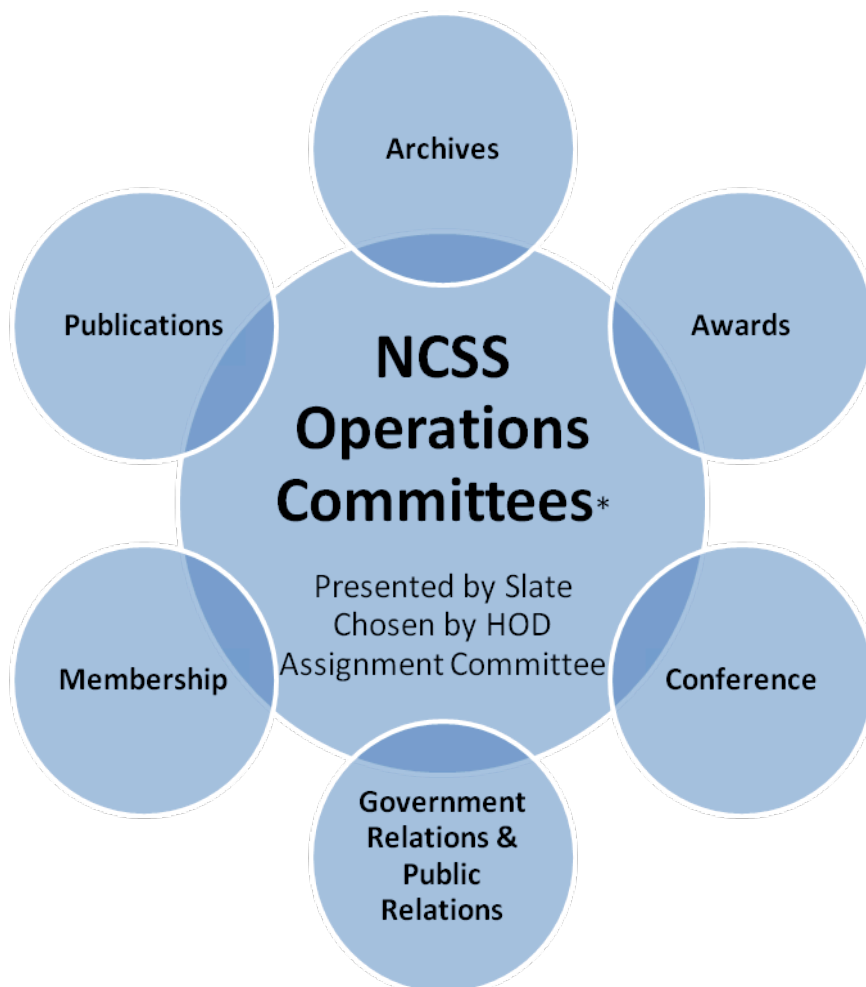 Archives
Publications
Awards
NCSS
Operations
Committees*
Presented by Slate
Chosen by HOD
Assignment Committee
Membership
Conference
Government
Relations &
Public
Relations